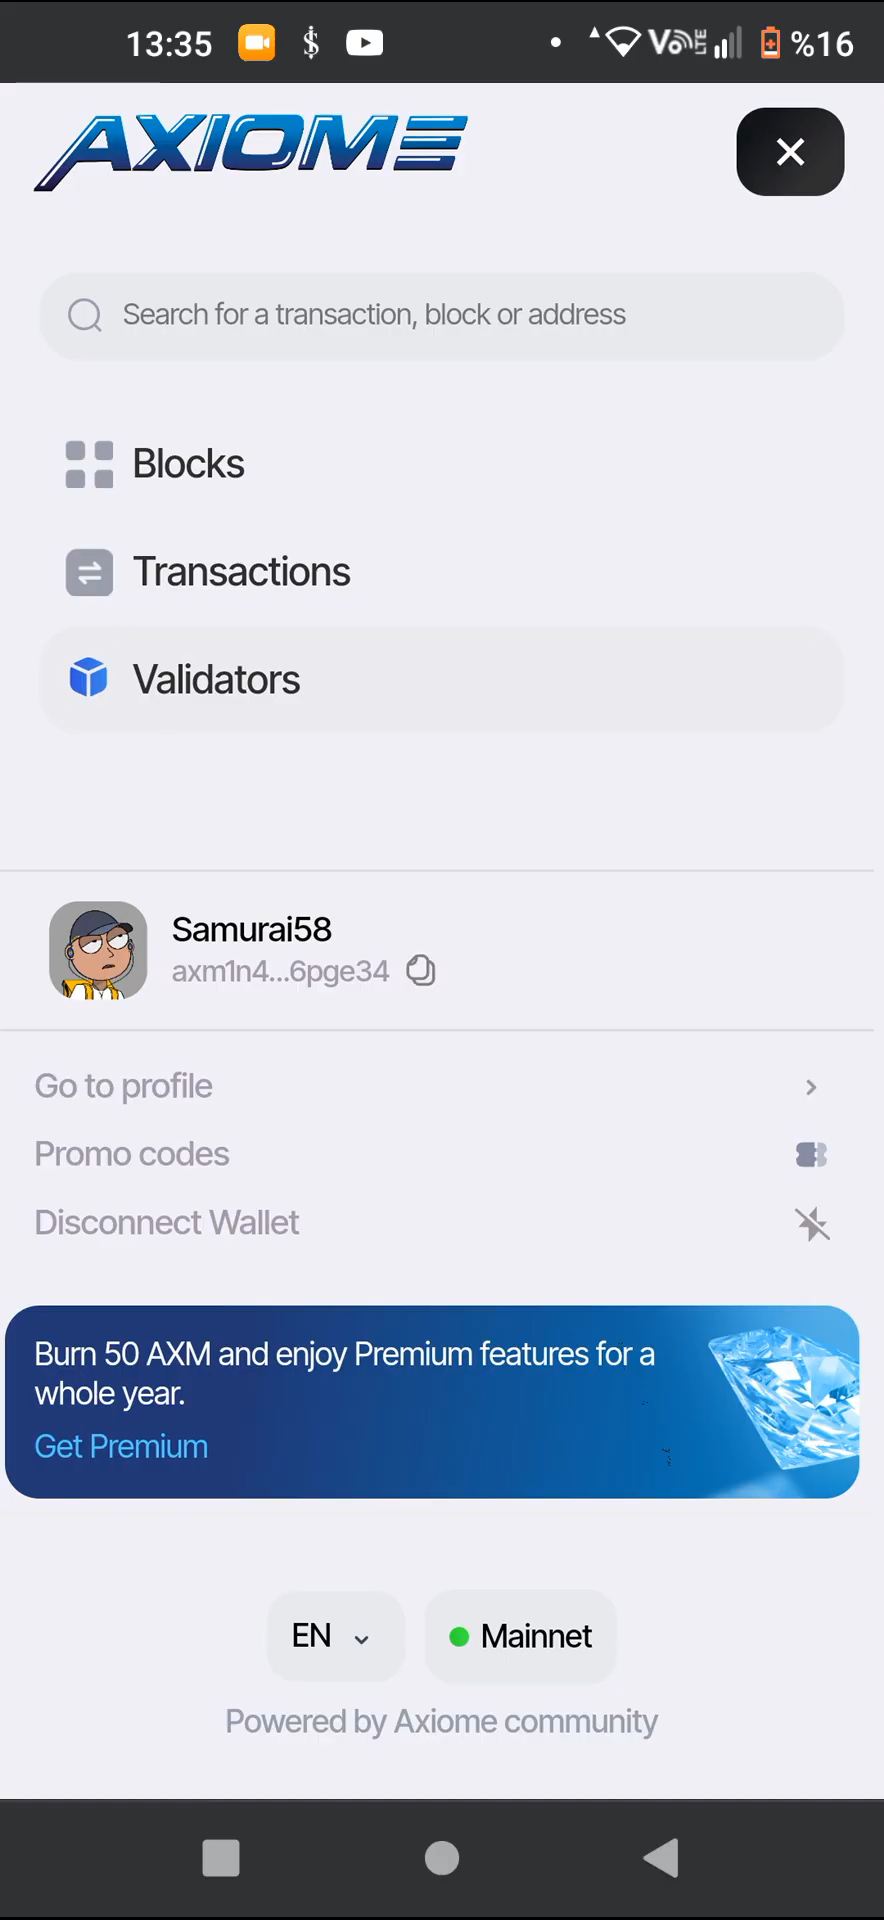 13:35
VoLTE
%16
AXIOME
Search for a transaction, block or address
Blocks
Transactions
Validators
Samurai58
axm1n4...6pge34
Go to profile
Promo codes
Disconnect Wallet
Burn 50 AXM and enjoy Premium features for a
whole year.
Get Premium
EN
Mainnet
Powered by Axiome community